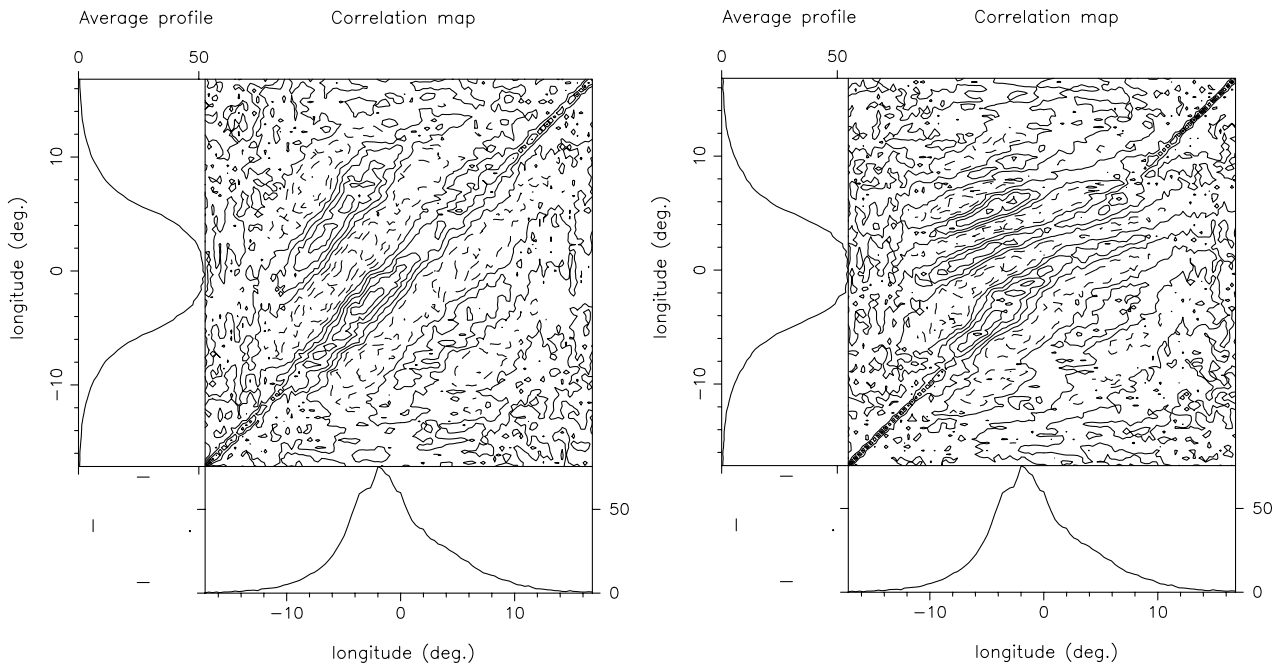 Average profile Correlation map Average profile Correlation map
0 50 0 50
10 10
longitude (deg.) longitude (deg.)
0 0
−10 −10
50 50
0 0
−10 0 10 −10 0 10
longitude (deg.) longitude (deg.)